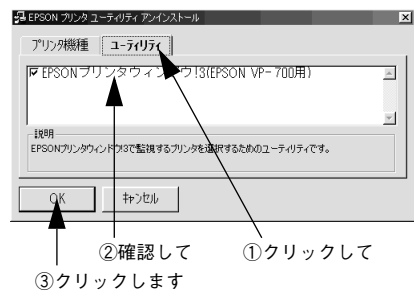 EPSON プリンタ ユーティリティ アンインストール
プリンタ機種 ユーティリティ
EPSONプリンタウィンドウ!3(EPSON VP-700用)
説明
EPSONプリンタウィンドウ!3で監視するプリンタを選択するためのユーティリティです。
OK キャンセル
②確認して ①クリックして
③クリックします